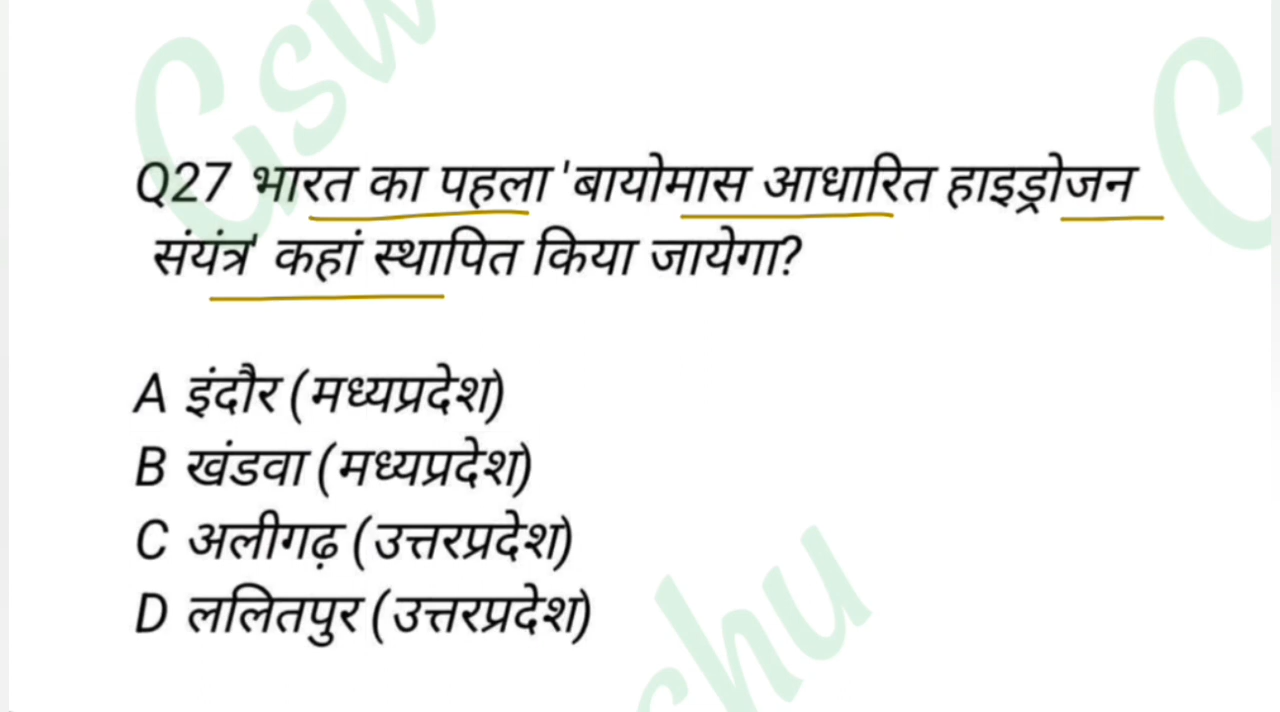 Q27 भारत का पहला 'बायोमास आधारित हाइड्रोजन
संयंत्र' कहां स्थापित किया जायेगा?
A इंदौर (मध्यप्रदेश)
B खंडवा (मध्यप्रदेश)
C अलीगढ़ (उत्तरप्रदेश)
D ललितपुर (उत्तरप्रदेश)